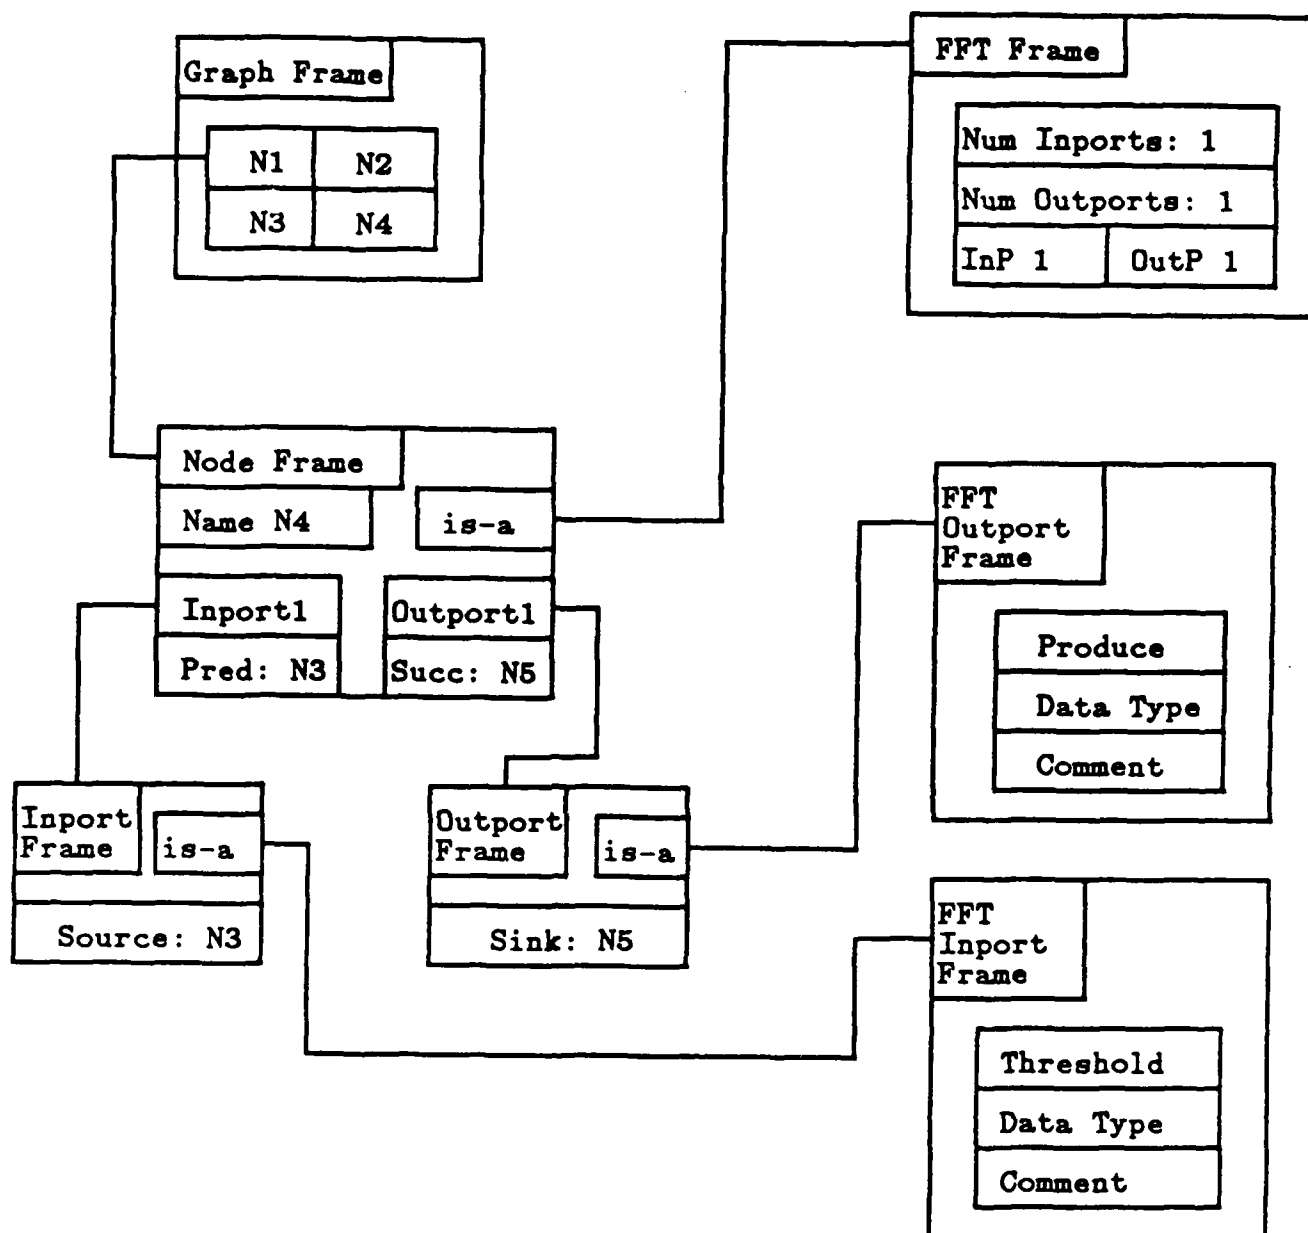 Graph Frame
N1 N2
N3 N4
FFT Frame
Num Inports: 1
Num Outports: 1
InP 1 OutP 1
Node Frame
Name N4 is-a
Inport1 Outport1
Pred: N3 Succ: N5
FFT
Outport
Frame
Produce
Data Type
Comment
Inport
Frame
is-a
Source: N3
Outport
Frame
is-a
Sink: N5
FFT
Inport
Frame
Threshold
Data Type
Comment